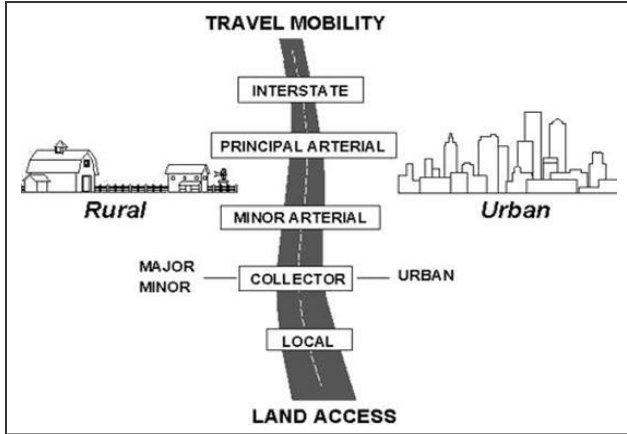 TRAVEL MOBILITY
INTERSTATE
PRINCIPAL ARTERIAL
Rural
Urban
MINOR ARTERIAL
MAJOR
MINOR
COLLECTOR
URBAN
LOCAL
LAND ACCESS